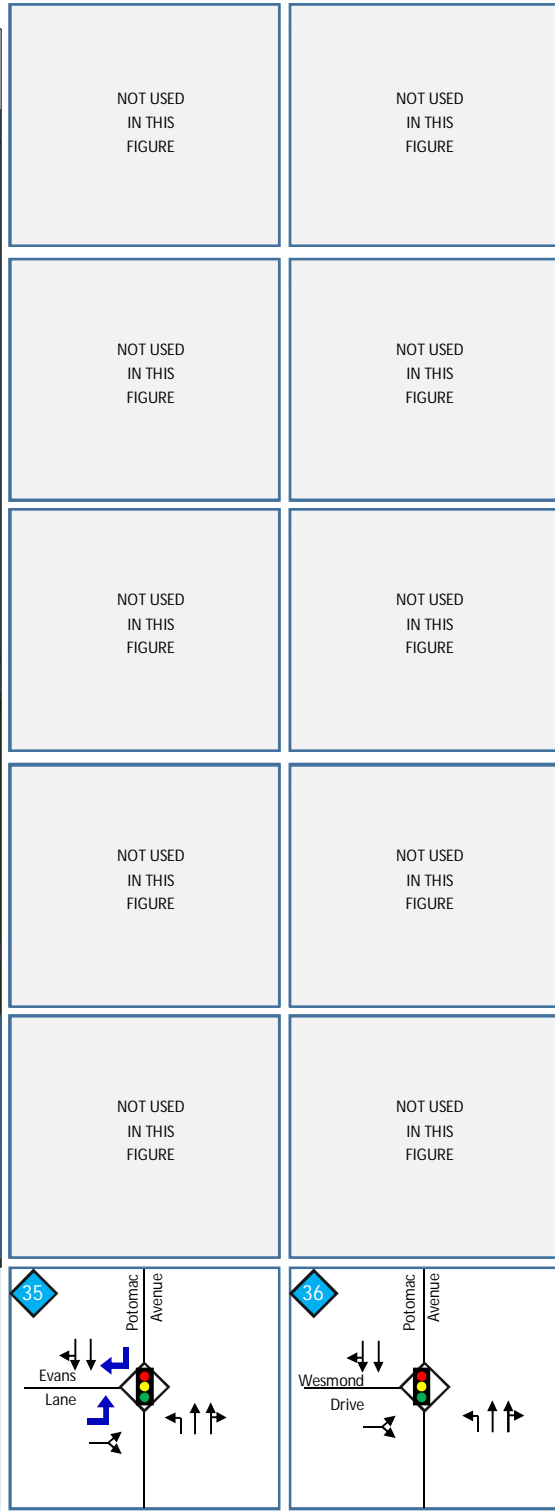 NOT USED
IN THIS
FIGURE
NOT USED
IN THIS
FIGURE
NOT USED
IN THIS
FIGURE
NOT USED
IN THIS
FIGURE
NOT USED
IN THIS
FIGURE
NOT USED
IN THIS
FIGURE
NOT USED
IN THIS
FIGURE
NOT USED
IN THIS
FIGURE
NOT USED
IN THIS
FIGURE
NOT USED
IN THIS
FIGURE
35
Potomac
Avenue
Evans
Lane
36
Potomac
Avenue
Wesmond
Drive